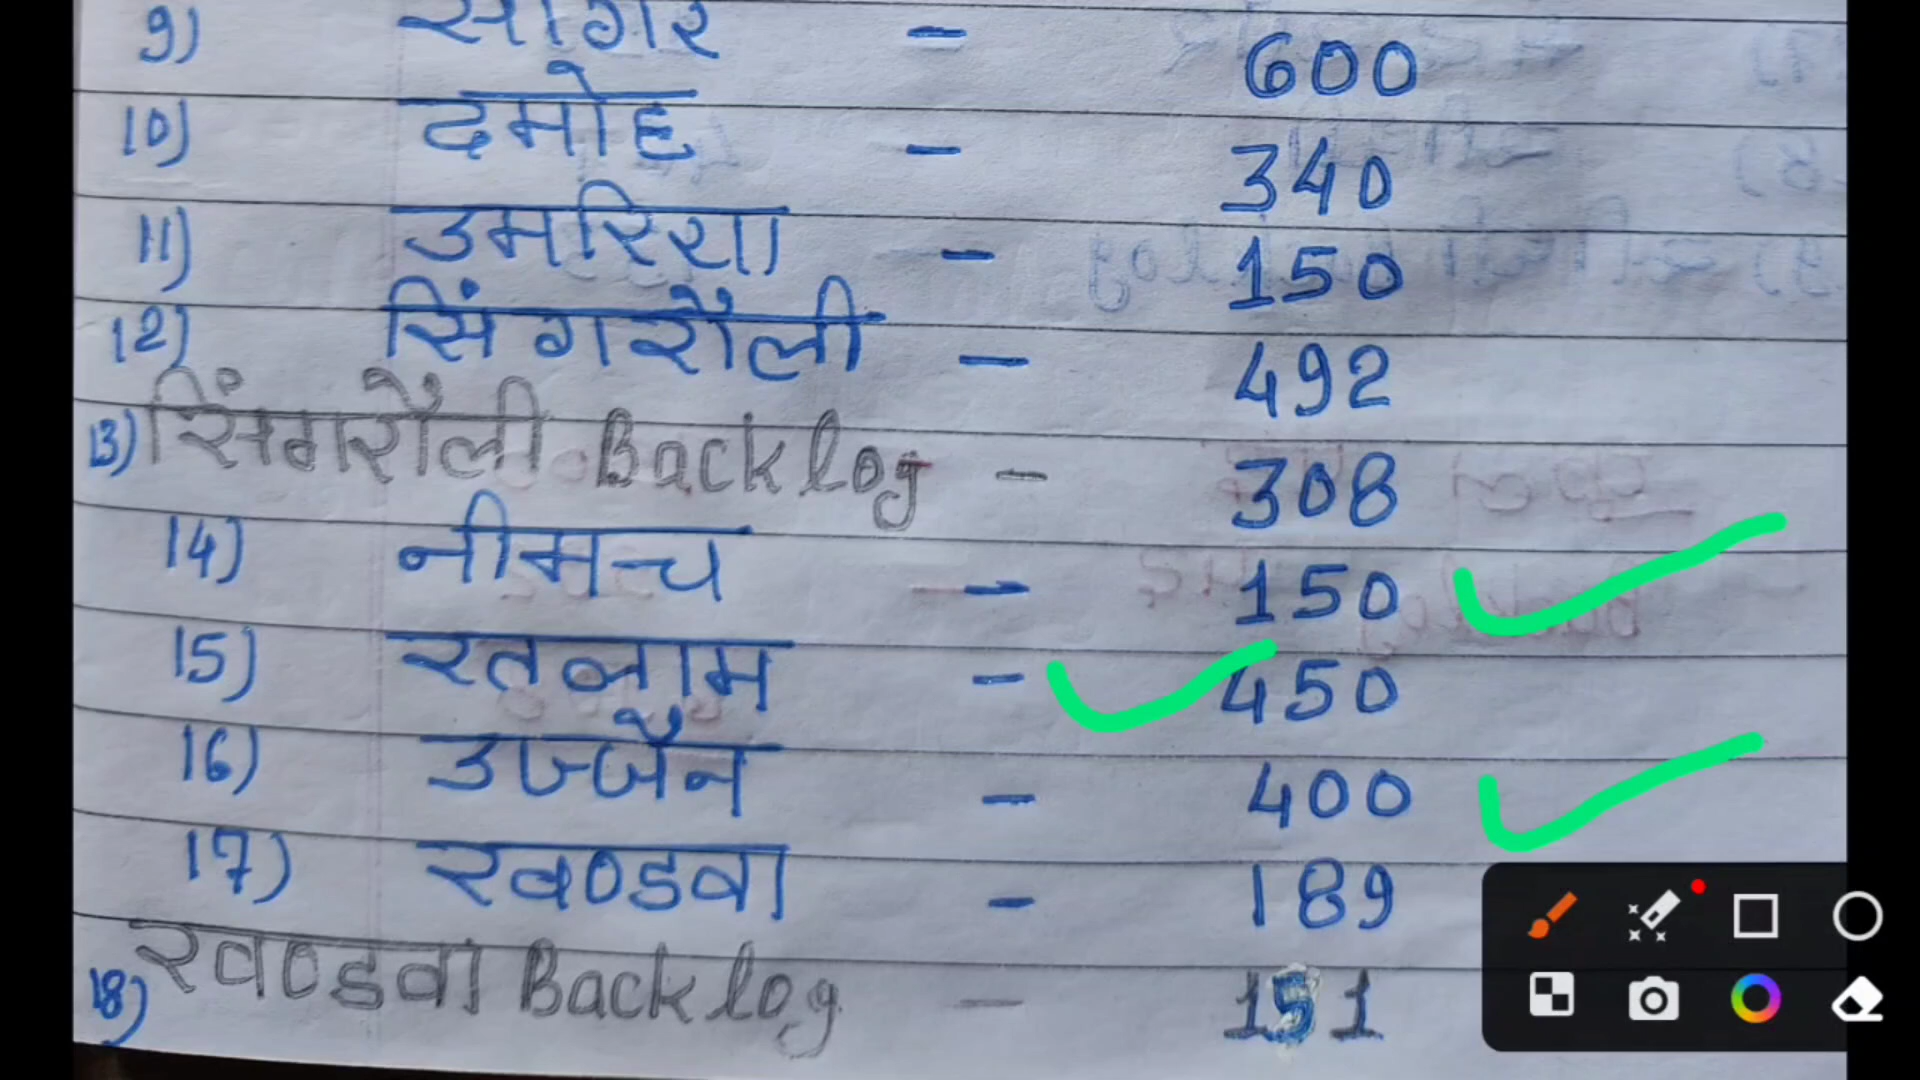 9) सागर - 600
10) दमोह - 340
11) उमरिया - 150
12) सिंगरौली - 492
13) सिंगरौली Backlog - 308
14) नीमच - 150
15) रतलाम - 450
16) उज्जैन - 400
17) खण्डवा - 189
18) खण्डवा Backlog - 151